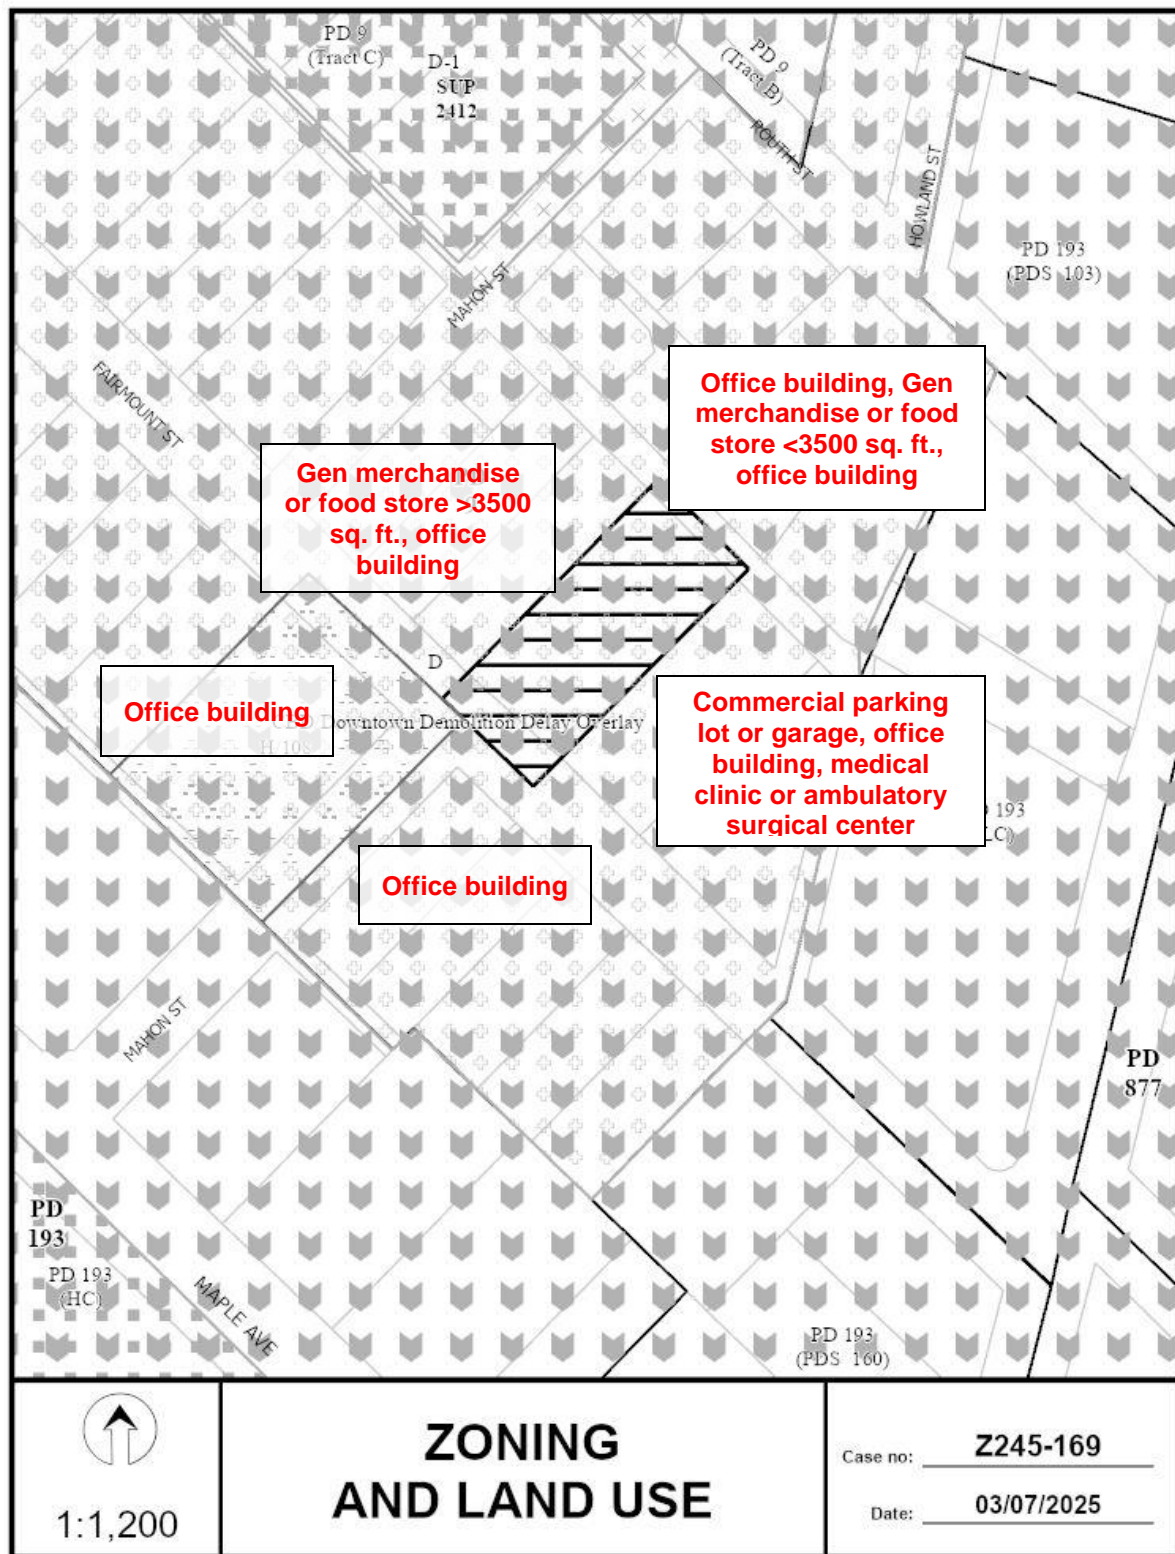 PD 9
(Tract C)
D-1
SUP
2412
PD 9
(Tract B)
ROUTH ST
HOWLAND ST
PD 193
(PDS 103)
MAHON ST
FAIRMOUNT ST
Office building, Gen
merchandise or food
store <3500 sq. ft.,
office building
Gen merchandise
or food store >3500
sq. ft., office
building
D
Office building
Downtown Demolition Delay Overlay
H 108
Commercial parking
lot or garage, office
building, medical
clinic or ambulatory
surgical center
193
LC)
Office building
MAHON ST
PD
877
PD
193
PD 193
(HC)
MAPLE AVE
PD 193
(PDS 160)
1:1,200
ZONING
AND LAND USE
Case no: Z245-169
Date: 03/07/2025